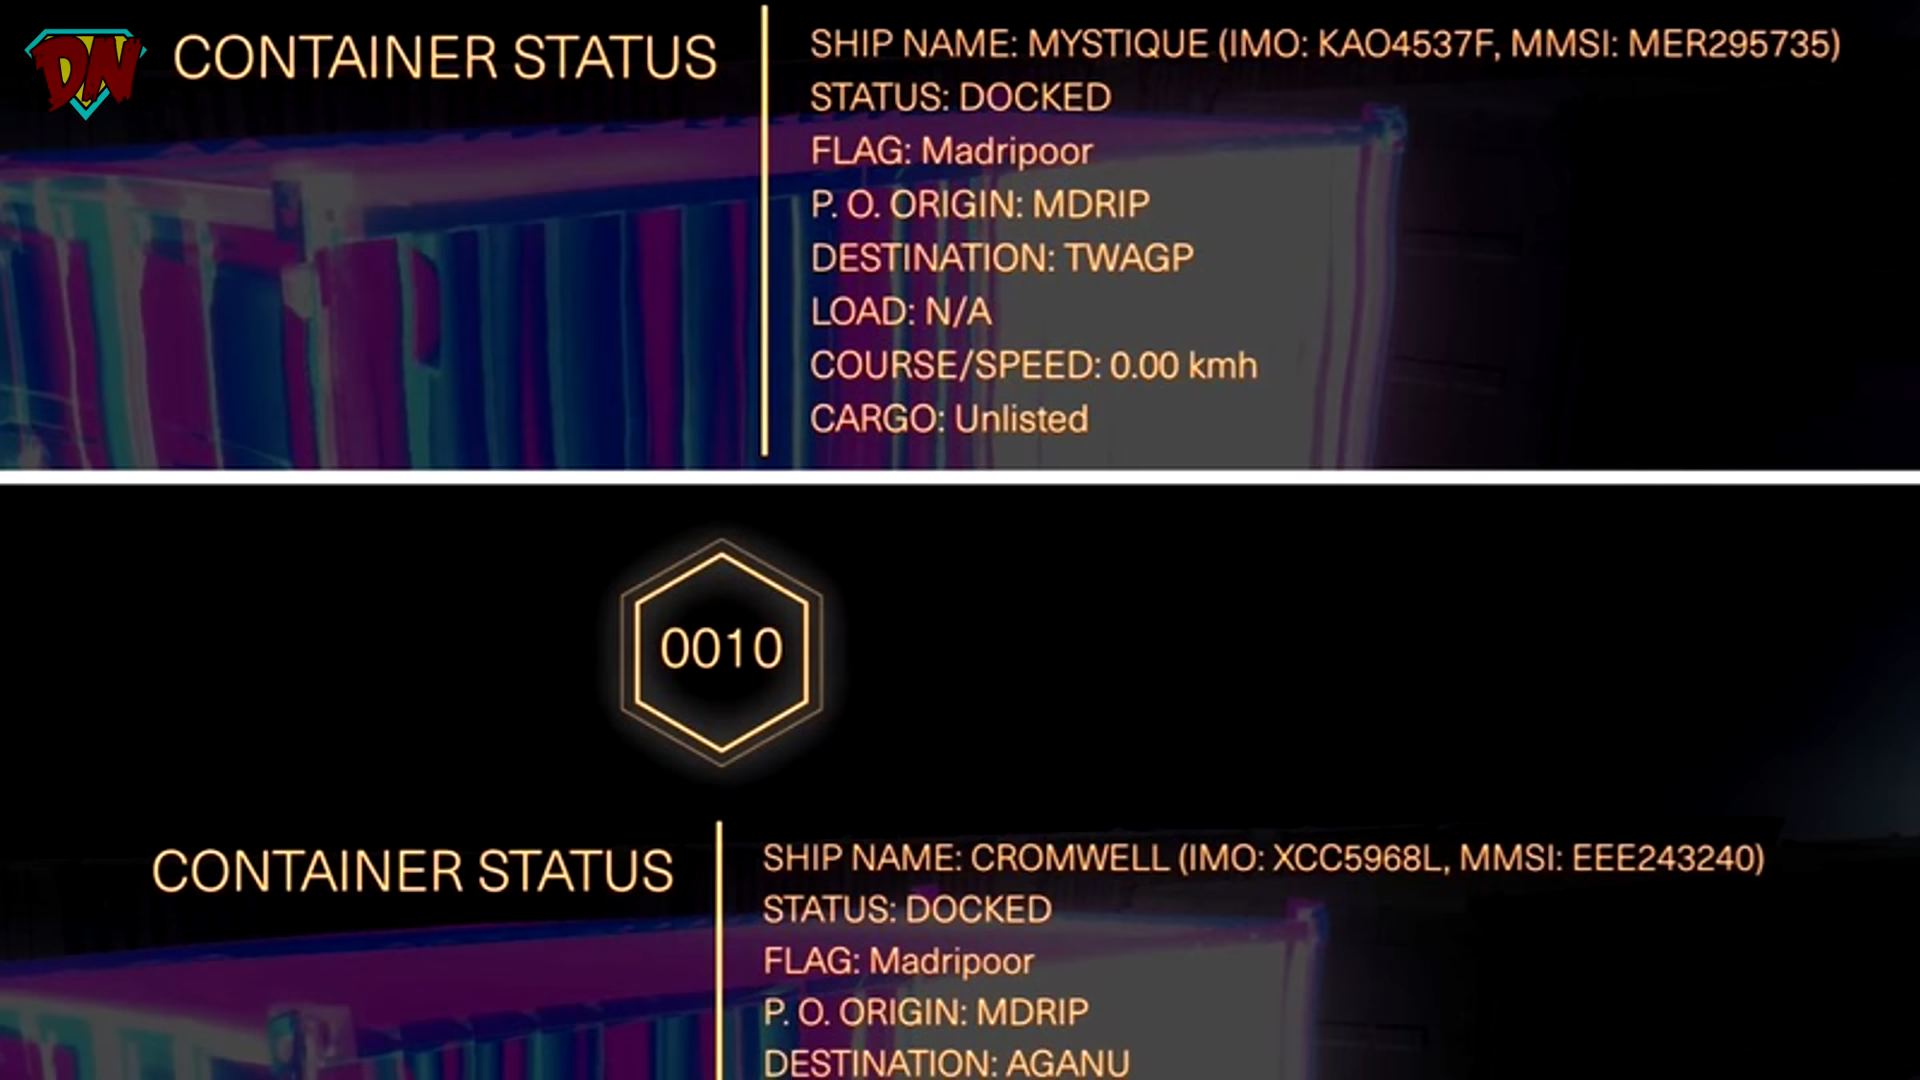 DN
CONTAINER STATUS
SHIP NAME: MYSTIQUE (IMO: KAO4537F, MMSI: MER295735)
STATUS: DOCKED
FLAG: Madripoor
P. O. ORIGIN: MDRIP
DESTINATION: TWAGP
LOAD: N/A
COURSE/SPEED: 0.00 kmh
CARGO: Unlisted
0010
CONTAINER STATUS
SHIP NAME: CROMWELL (IMO: XCC5968L, MMSI: EEE243240)
STATUS: DOCKED
FLAG: Madripoor
P. O. ORIGIN: MDRIP
DESTINATION: AGANU